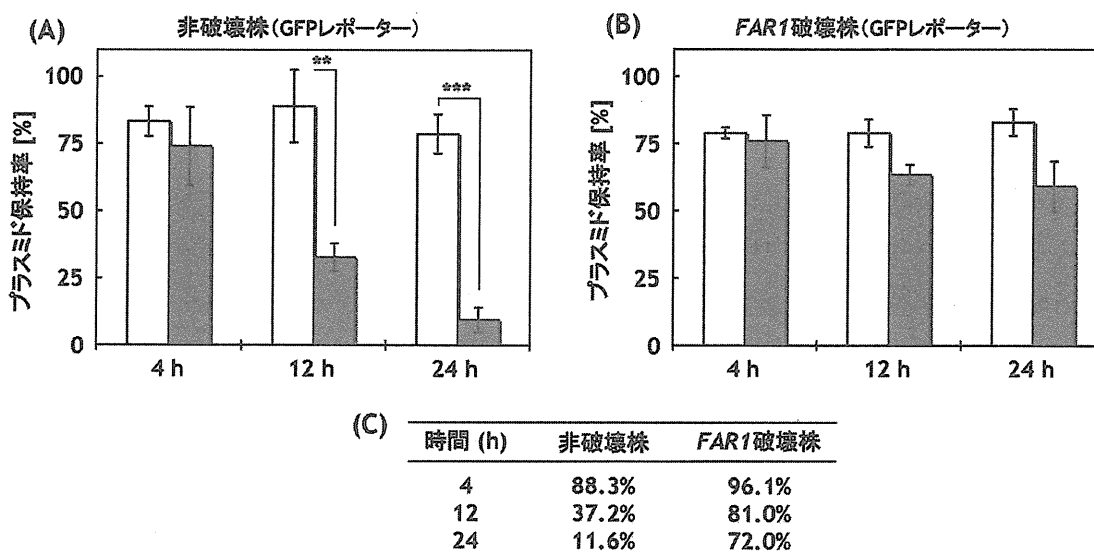 (A)
非破壊株(GFPレポーター)
プラスミド保持率 [%]
100
75
50
25
0
**
***
4 h
12 h
24 h
(B)
FAR1破壊株(GFPレポーター)
プラスミド保持率 [%]
100
75
50
25
0
4 h
12 h
24 h
(C)
時間 (h) 非破壊株 FAR1破壊株
4 88.3% 96.1%
12 37.2% 81.0%
24 11.6% 72.0%